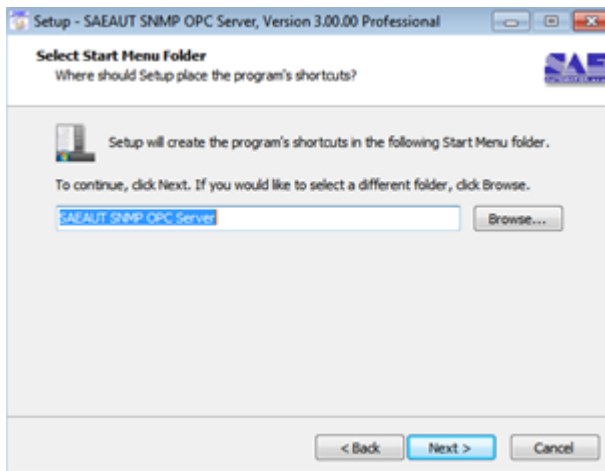 Setup - SAEAUT SNMP OPC Server, Version 3.00.00 Professional
Select Start Menu Folder
Where should Setup place the program's shortcuts?
SAE
Setup will create the program's shortcuts in the following Start Menu folder.
To continue, click Next. If you would like to select a different folder, click Browse.
SAEAUT SNMP OPC Server
Browse...
< Back
Next >
Cancel